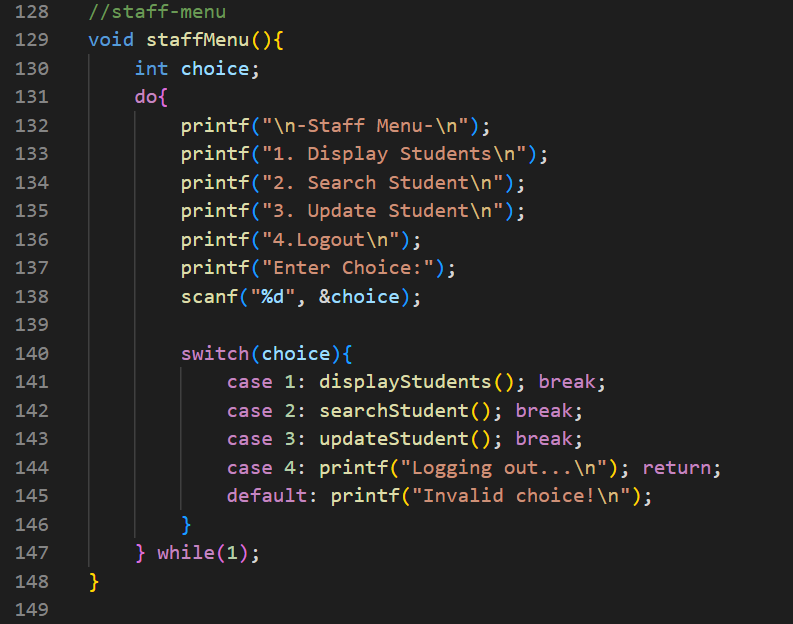 128 //staff-menu
129 void staffMenu(){
130     int choice;
131     do{
132         printf("\n-Staff Menu-\n");
133         printf("1. Display Students\n");
134         printf("2. Search Student\n");
135         printf("3. Update Student\n");
136         printf("4.Logout\n");
137         printf("Enter Choice:");
138         scanf("%d", &choice);
139
140         switch(choice){
141             case 1: displayStudents(); break;
142             case 2: searchStudent(); break;
143             case 3: updateStudent(); break;
144             case 4: printf("Logging out...\n"); return;
145             default: printf("Invalid choice!\n");
146         }
147     } while(1);
148 }
149